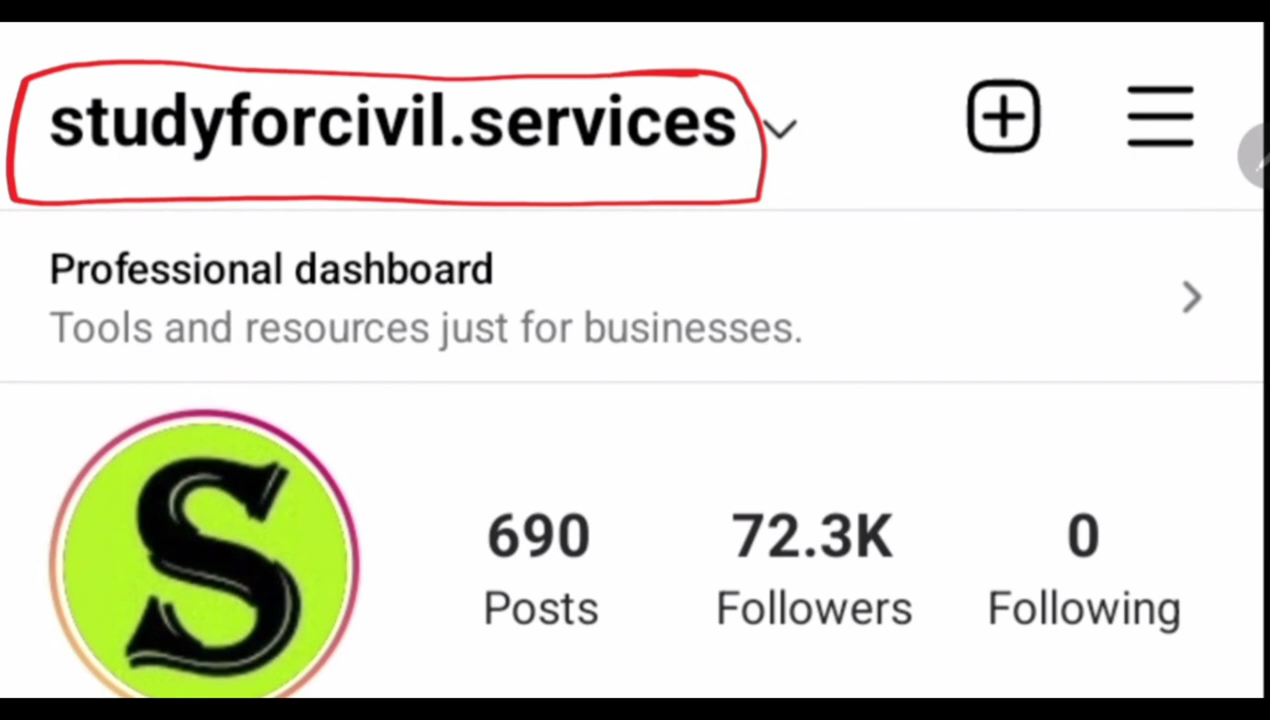 studyforcivil.services
Professional dashboard
Tools and resources just for businesses.
S
690 72.3K 0
Posts Followers Following